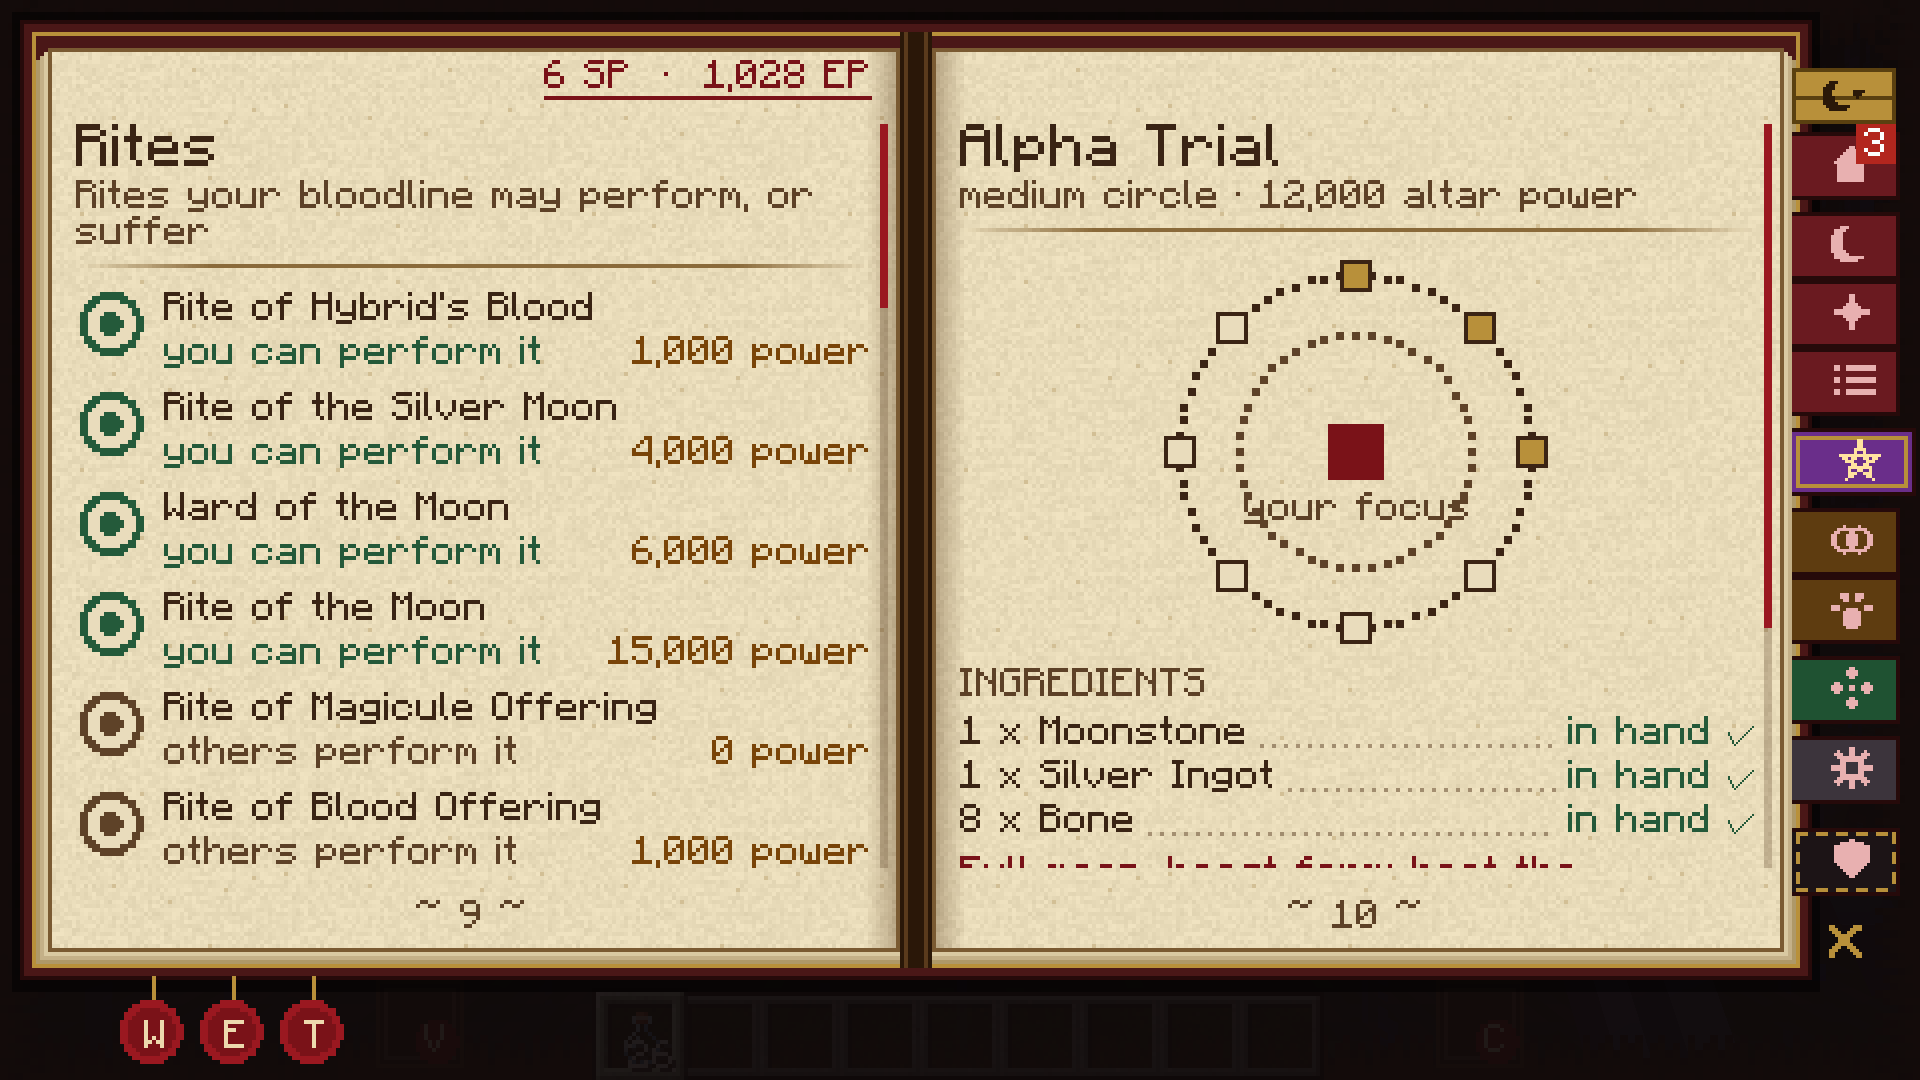 6 SP · 1,028 EP
Rites
Rites your bloodline may perform, or
suffer
Rite of Hybrid's Blood
you can perform it 1,000 power
Rite of the Silver Moon
you can perform it 4,000 power
Ward of the Moon
you can perform it 6,000 power
Rite of the Moon
you can perform it 15,000 power
Rite of Magicule Offering
others perform it 0 power
Rite of Blood Offering
others perform it 1,000 power
~ 9 ~
Alpha Trial
medium circle · 12,000 altar power
your focus
INGREDIENTS
1 x Moonstone in hand ✓
1 x Silver Ingot in hand ✓
8 x Bone in hand ✓
~ 10 ~
3
W E T
V
26
C